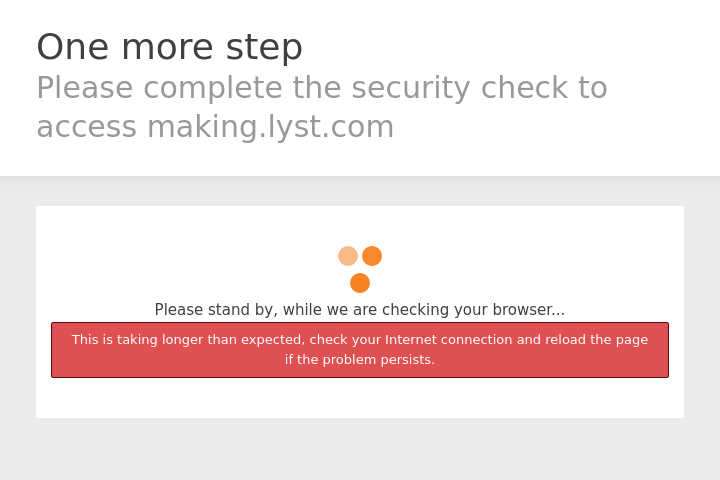 One more step
Please complete the security check to
access making.lyst.com
Please stand by, while we are checking your browser...
This is taking longer than expected, check your Internet connection and reload the page
if the problem persists.